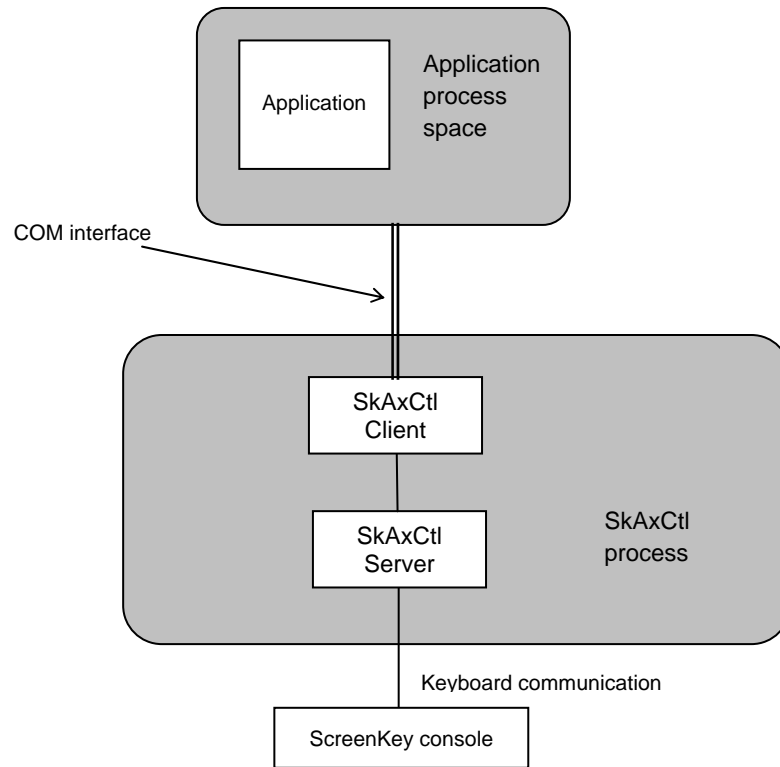 Application
Application
process
space
COM interface
SkAxCtl
Client
SkAxCtl
Server
SkAxCtl
process
Keyboard communication
ScreenKey console